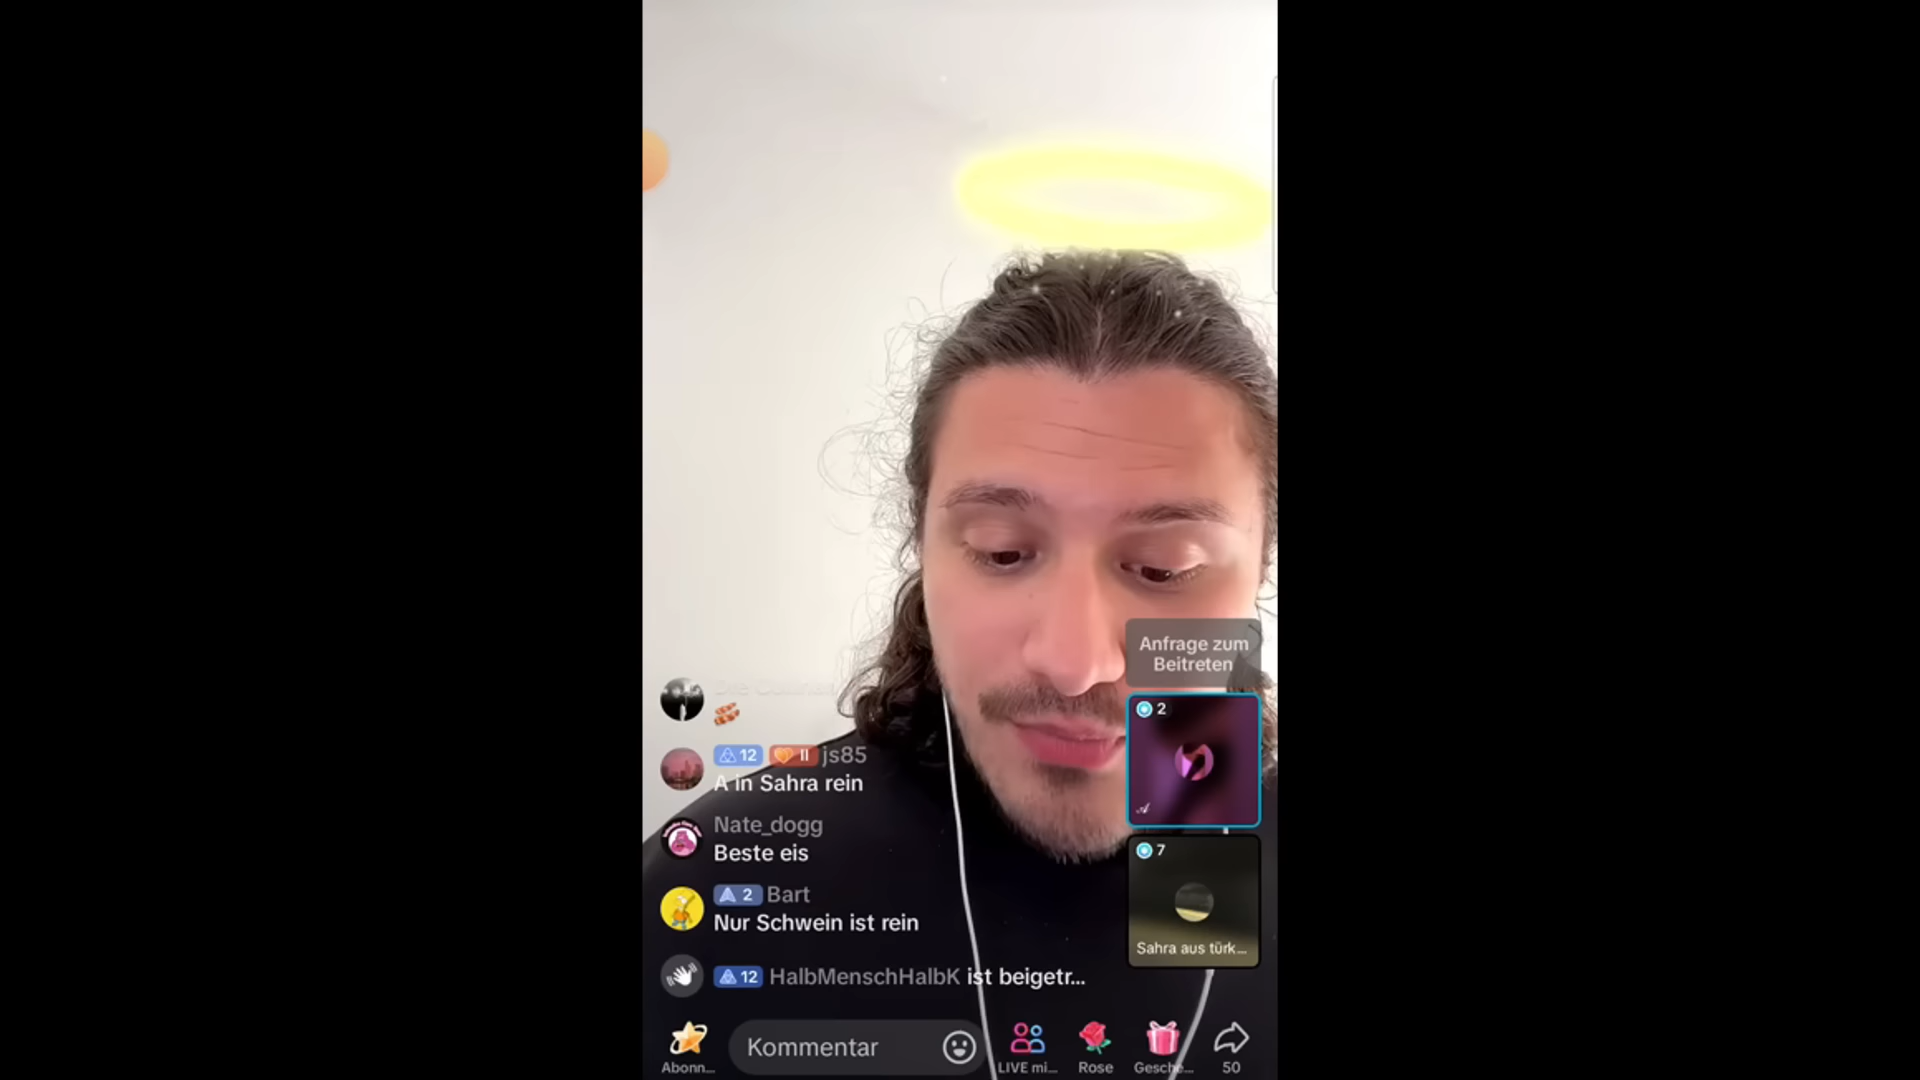 Anfrage zum
Beitreten
2
A
7
Sahra aus türk...
12 II js85
A in Sahra rein
Nate_dogg
Beste eis
2 Bart
Nur Schwein ist rein
12 HalbMenschHalbK ist beigetr...
Kommentar
Abonn...
LIVE mi...
Rose
Gesche...
50